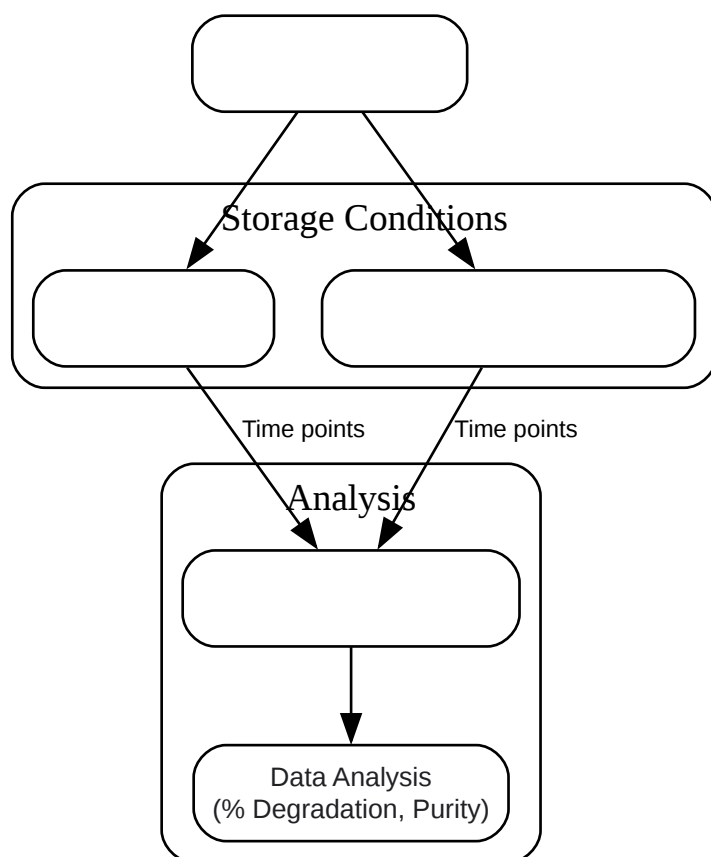 Storage Conditions
Time points
Time points
Analysis
Data Analysis
(% Degradation, Purity)